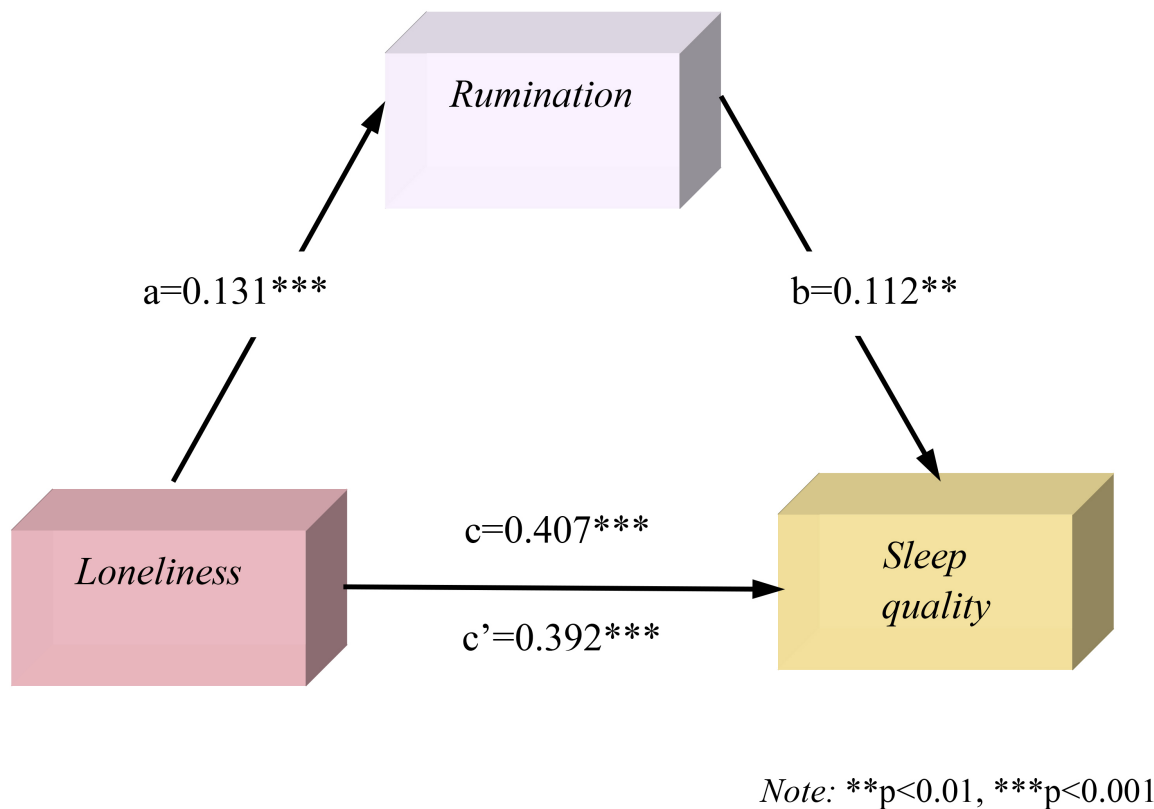 Rumination
a=0.131***
b=0.112**
c=0.407***
Loneliness
Sleep
quality
c’=0.392***
Note: **p<0.01, ***p<0.001